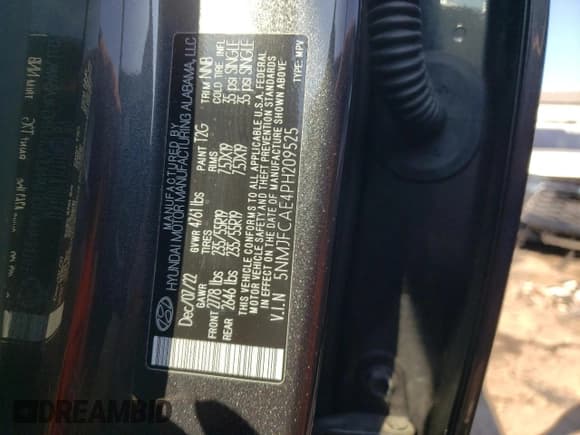 MANUFACTURED BY
HYUNDAI MOTOR MANUFACTURING ALABAMA, LLC
Dec/07/22 GVWR 4761 lbs PAINT T2G TRIM NNB
GAWR TIRES RIMS COLD TIRE INFL.
FRONT 2778 lbs 235/55R19 7.5JX19 35 PSI SINGLE
REAR 2646 lbs 235/55R19 7.5JX19 35 PSI SINGLE
THIS VEHICLE CONFORMS TO ALL APPLICABLE U.S.A. FEDERAL
MOTOR VEHICLE SAFETY, AND THEFT PREVENTION STANDARDS
IN EFFECT ON THE DATE OF MANUFACTURE SHOWN ABOVE
V.I.N 5NMJFCAE4PH209525 TYPE: MPV
DREAMBID